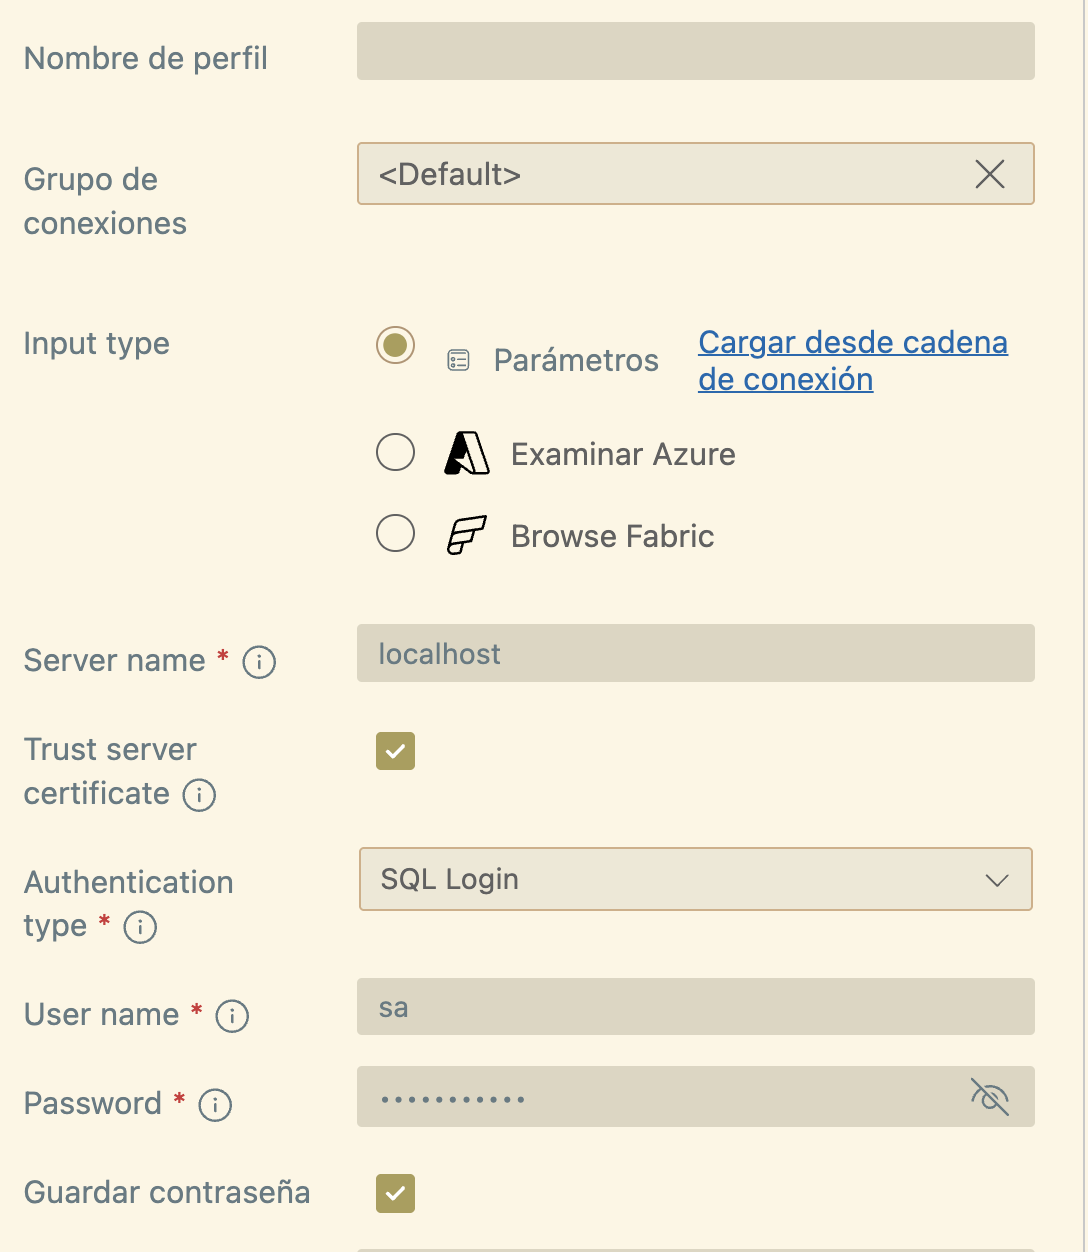 Nombre de perfil
Grupo de
conexiones
<Default>
Input type
Parámetros
Cargar desde cadena
de conexión
Examinar Azure
Browse Fabric
Server name *
localhost
Trust server
certificate
Authentication
type *
SQL Login
User name *
sa
Password *
•••••••••••
Guardar contraseña